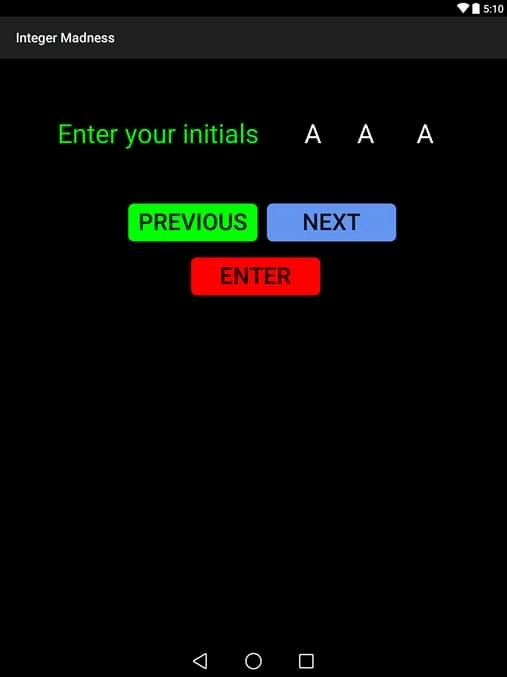 5:10
Integer Madness
Enter your initials A A A
PREVIOUS NEXT
ENTER